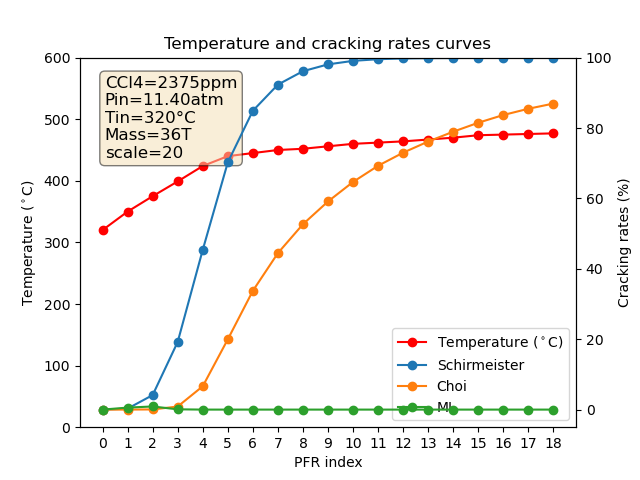 Temperature and cracking rates curves
CCl4=2375ppm
Pin=11.40atm
Tin=320°C
Mass=36T
scale=20
600
500
400
300
200
100
0
Temperature (°C)
100
80
60
40
20
0
Cracking rates (%)
Temperature (°C)
Schirmeister
Choi
ML
0 1 2 3 4 5 6 7 8 9 10 11 12 13 14 15 16 17 18
PFR index